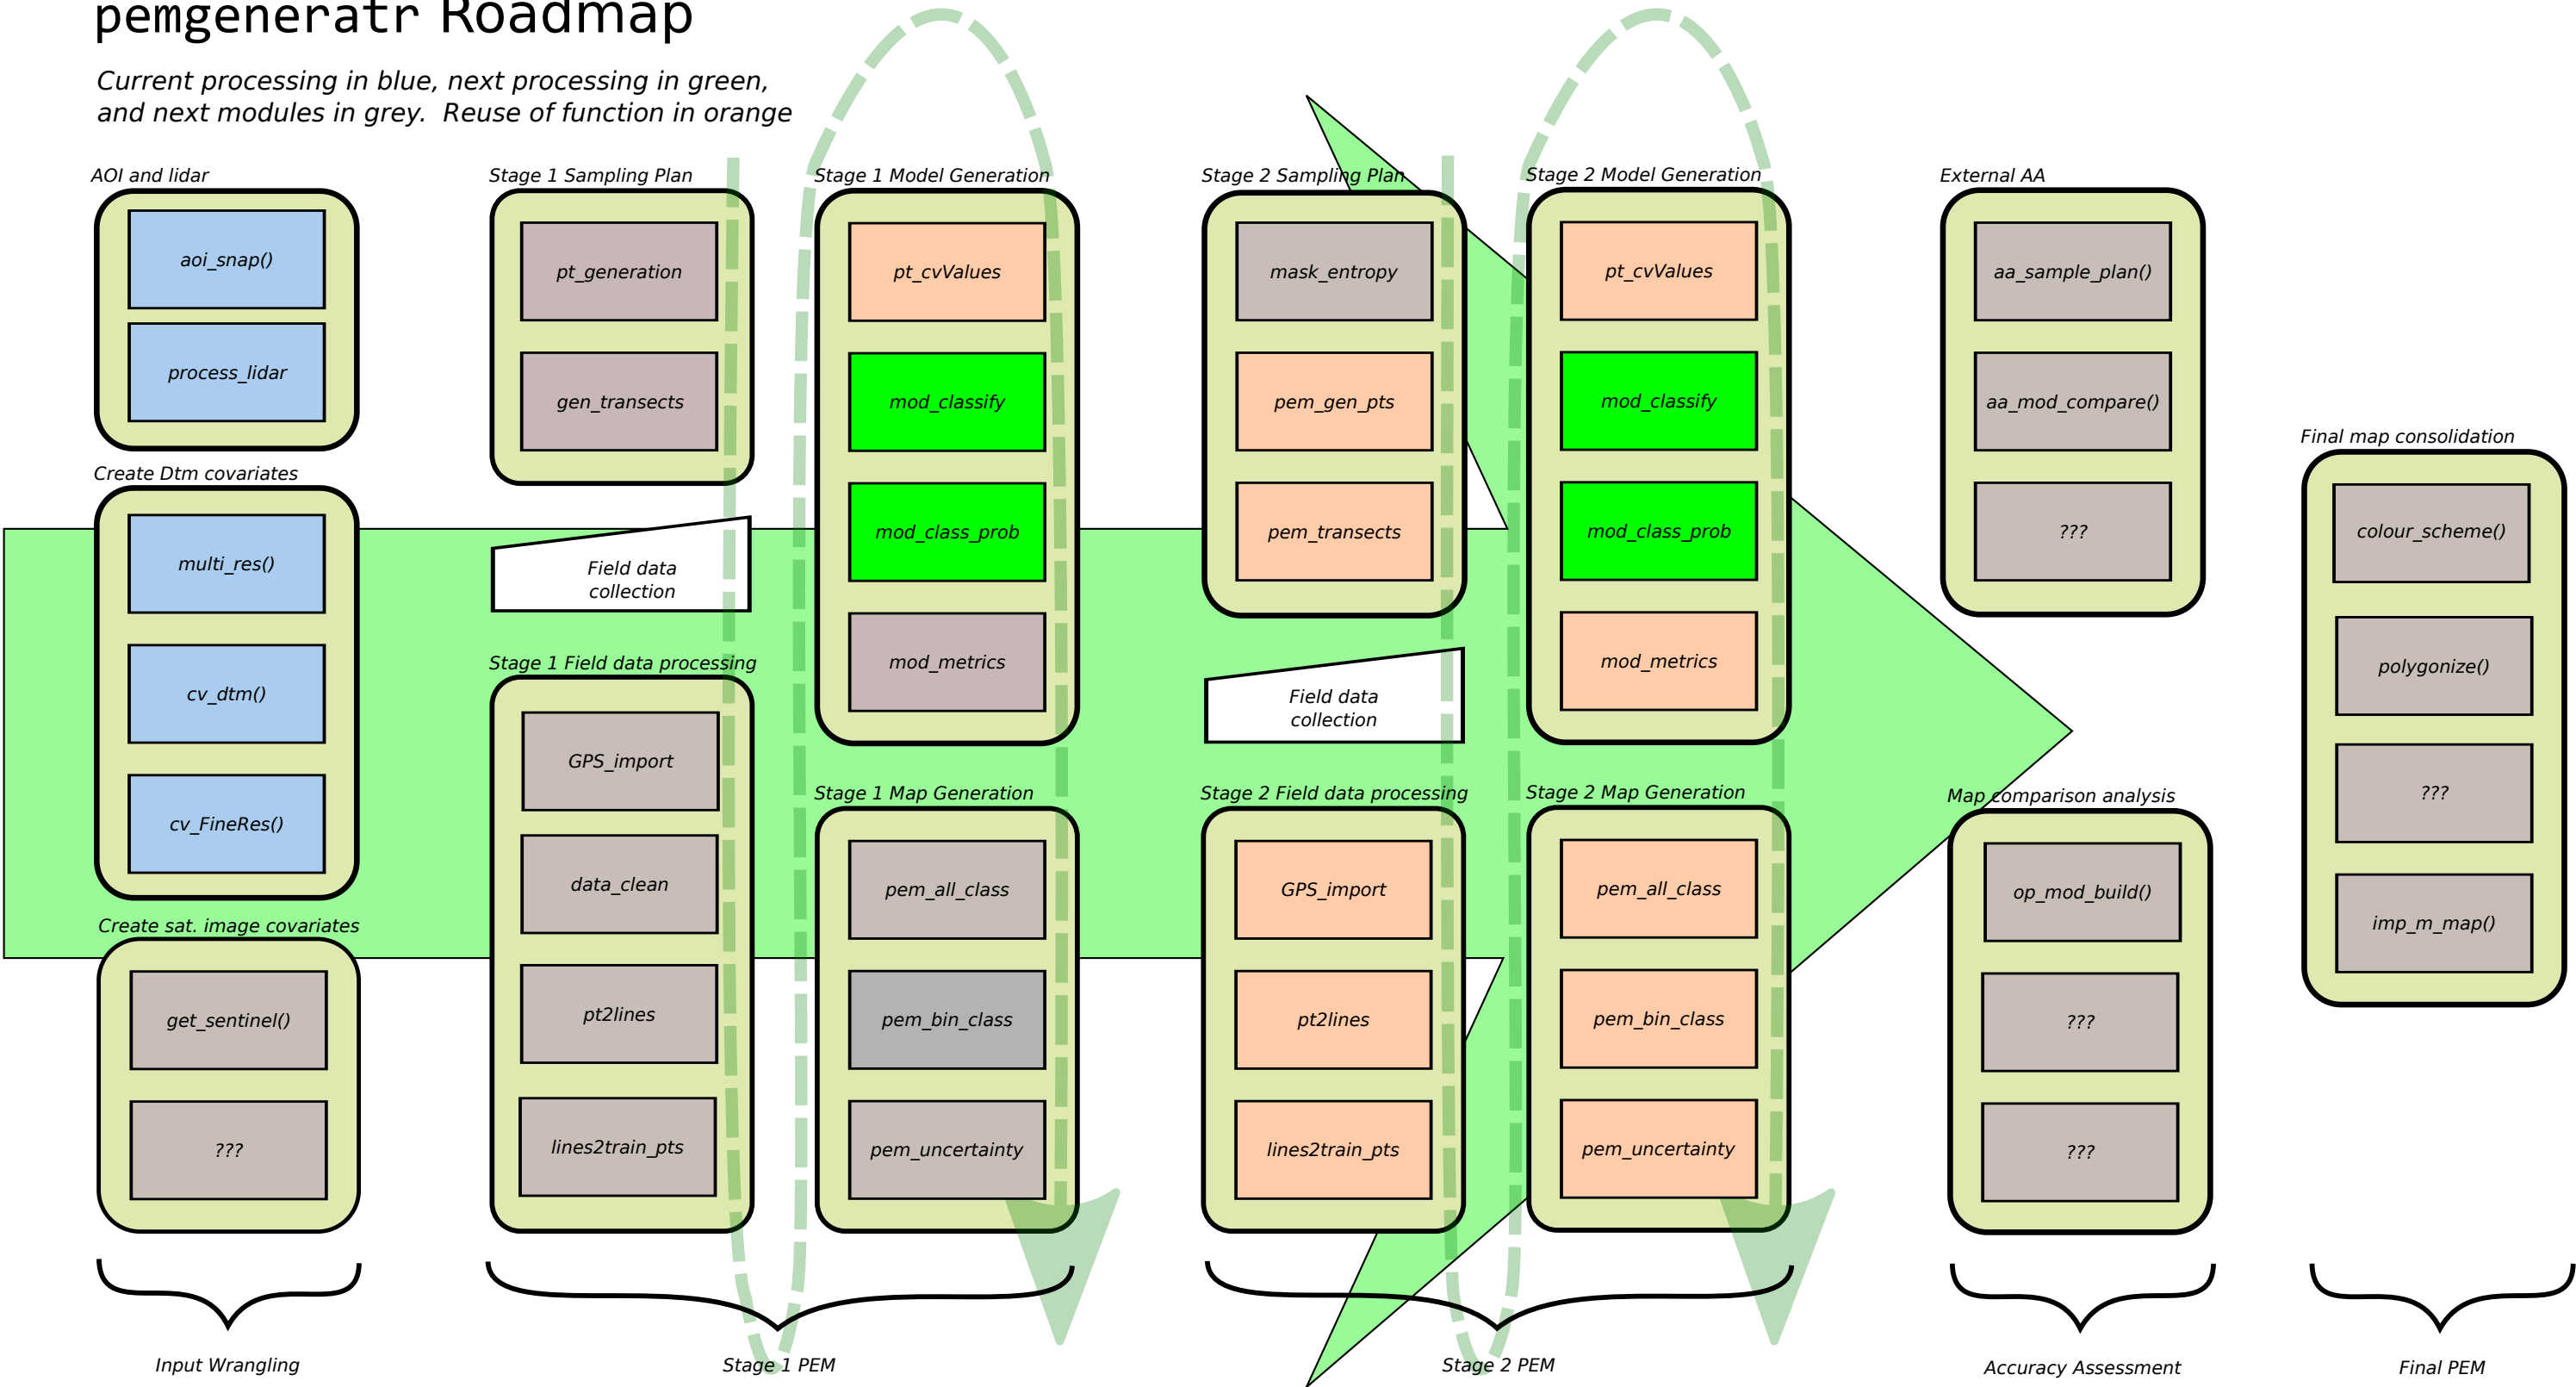 pemgeneratr Roadmap
Current processing in blue, next processing in green,
and next modules in grey.  Reuse of function in orange
AOI and lidar
aoi_snap()
process_lidar
Create Dtm covariates
multi_res()
cv_dtm()
cv_FineRes()
Create sat. image covariates
get_sentinel()
???
Input Wrangling
Stage 1 Sampling Plan
pt_generation
gen_transects
Field data
collection
Stage 1 Field data processing
GPS_import
data_clean
pt2lines
lines2train_pts
Stage 1 Model Generation
pt_cvValues
mod_classify
mod_class_prob
mod_metrics
Stage 1 Map Generation
pem_all_class
pem_bin_class
pem_uncertainty
Stage 1 PEM
Stage 2 Sampling Plan
mask_entropy
pem_gen_pts
pem_transects
Field data
collection
Stage 2 Field data processing
GPS_import
pt2lines
lines2train_pts
Stage 2 Model Generation
pt_cvValues
mod_classify
mod_class_prob
mod_metrics
Stage 2 Map Generation
pem_all_class
pem_bin_class
pem_uncertainty
Stage 2 PEM
External AA
aa_sample_plan()
aa_mod_compare()
???
Map comparison analysis
op_mod_build()
???
???
Accuracy Assessment
Final map consolidation
colour_scheme()
polygonize()
???
imp_m_map()
Final PEM